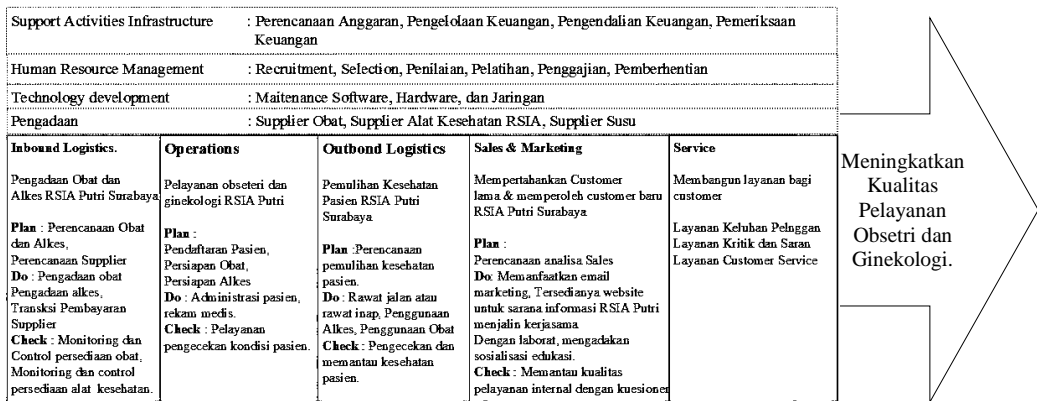 Support Activities Infrastructure : Perencanaan Anggaran, Pengelolaan Keuangan, Pengendalian Keuangan, Pemeriksaan
Keuangan
Human Resource Management : Recruitment, Selection, Penilaian, Pelatihan, Penggajian, Pemberhentian
Technology development : Maitenance Software, Hardware, dan Jaringan
Pengadaan : Supplier Obat, Supplier Alat Kesehatan RSIA, Supplier Susu
Inbound Logistics.
Pengadaan Obat dan
Alkes RSIA Putri Surabaya
Plan : Perencanaan Obat
dan Alkes,
Perencanaan Supplier
Do : Pengadaan obat
Pengadaan alkes,
Transksi Pembayaran
Supplier
Check : Monitoring dan
Control persediaan obat,
Monitoring dan control
persediaan alat kesehatan.
Operations
Pelayanan obseteri dan
ginekologi RSIA Putri
Plan :
Pendaftaran Pasien,
Persiapan Obat,
Persiapan Alkes
Do : Administrasi pasien,
rekam medis.
Check : Pelayanan
pengecekan kondisi pasien.
Outbond Logistics
Pemulihan Kesehatan
Pasien RSIA Putri
Surabaya
Plan :Perencanaan
pemulihan kesehatan
pasien.
Do : Rawat jalan atau
rawat inap, Penggunaan
Alkes, Penggunaan Obat
Check : Pengecekan dan
memantau kesehatan
pasien.
Sales & Marketing
Mempertahankan Customer
lama & memperoleh customer baru
RSIA Putri Surabaya
Plan :
Perencanaan analisa Sales
Do: Memanfaatkan email
marketing, Tersedianya website
untuk sarana informasi RSIA Putri
menjalin kerjasama
Dengan laborat, mengadakan
sosialisasi edukasi.
Check : Memantau kualitas
pelayanan internal dengan kuesioner
Service
Membangun layanan bagi
customer
Layanan Keluhan Pelnggan
Layanan Kritik dan Saran
Layanan Customer Service
Meningkatkan
Kualitas
Pelayanan
Obsetri dan
Ginekologi.